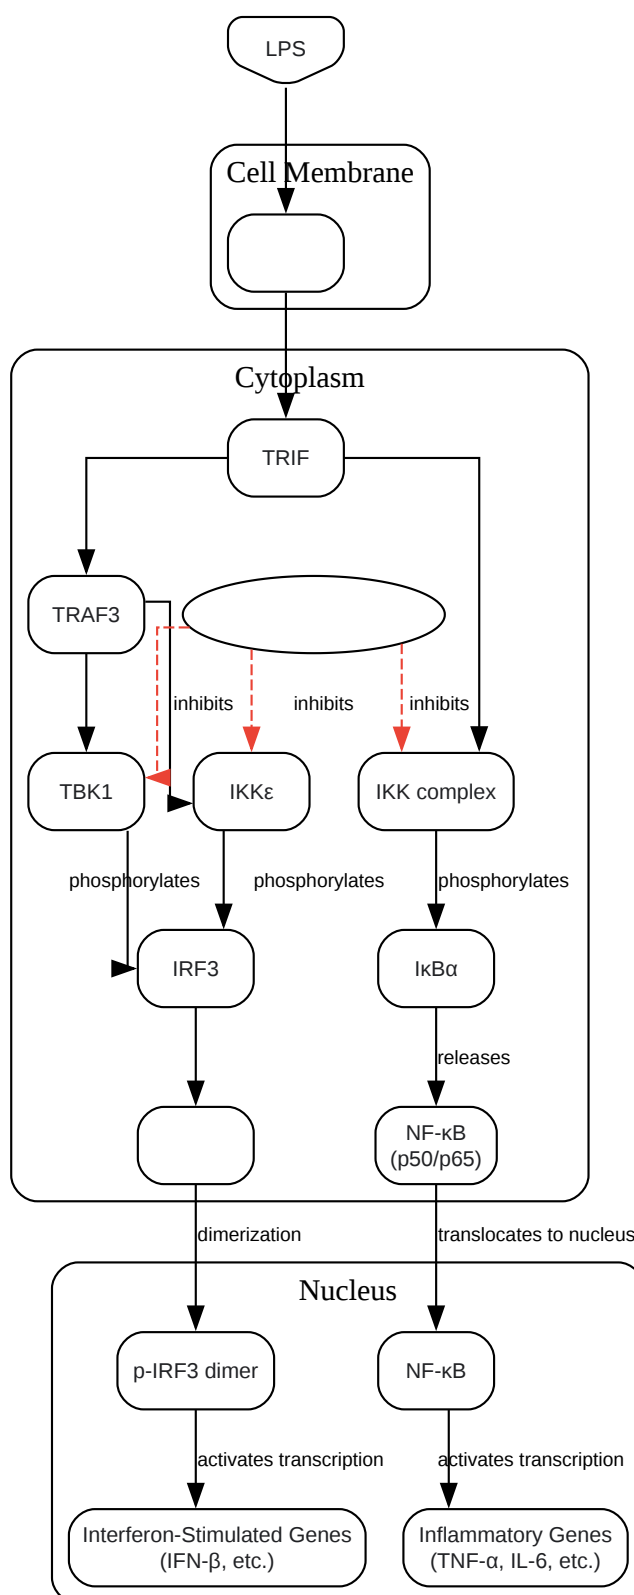 LPS
Cell Membrane
Cytoplasm
TRIF
TRAF3
inhibits
inhibits
inhibits
TBK1
IKKε
IKK complex
phosphorylates
phosphorylates
phosphorylates
IRF3
IκBα
releases
NF-κB
(p50/p65)
dimerization
translocates to nucleus
Nucleus
p-IRF3 dimer
NF-κB
activates transcription
activates transcription
Interferon-Stimulated Genes
(IFN-β, etc.)
Inflammatory Genes
(TNF-α, IL-6, etc.)